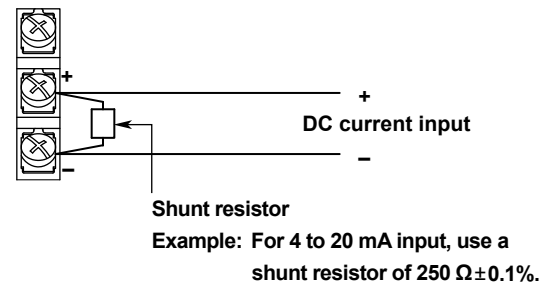 +
+
DC current input
–
–
Shunt resistor
Example: For 4 to 20 mA input, use a
shunt resistor of 250 Ω±0.1%.